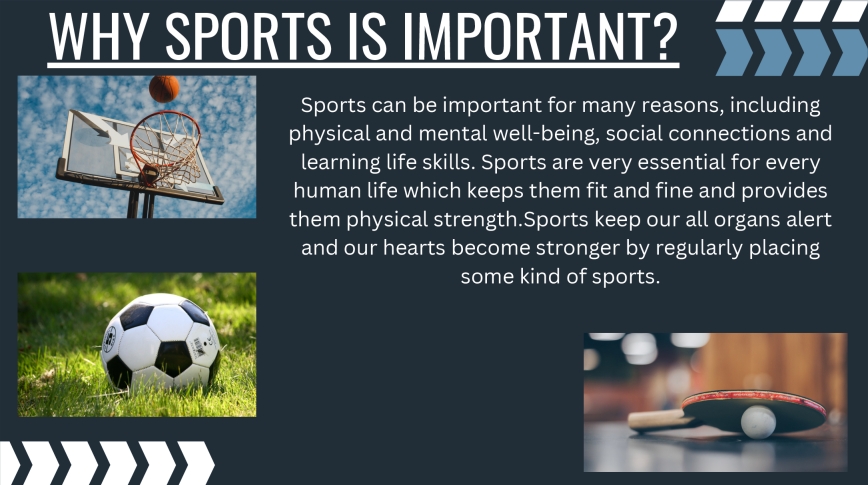 WHY SPORTS IS IMPORTANT?
Sports can be important for many reasons, including
physical and mental well-being, social connections and
learning life skills. Sports are very essential for every
human life which keeps them fit and fine and provides
them physical strength.Sports keep our all organs alert
and our hearts become stronger by regularly placing
some kind of sports.